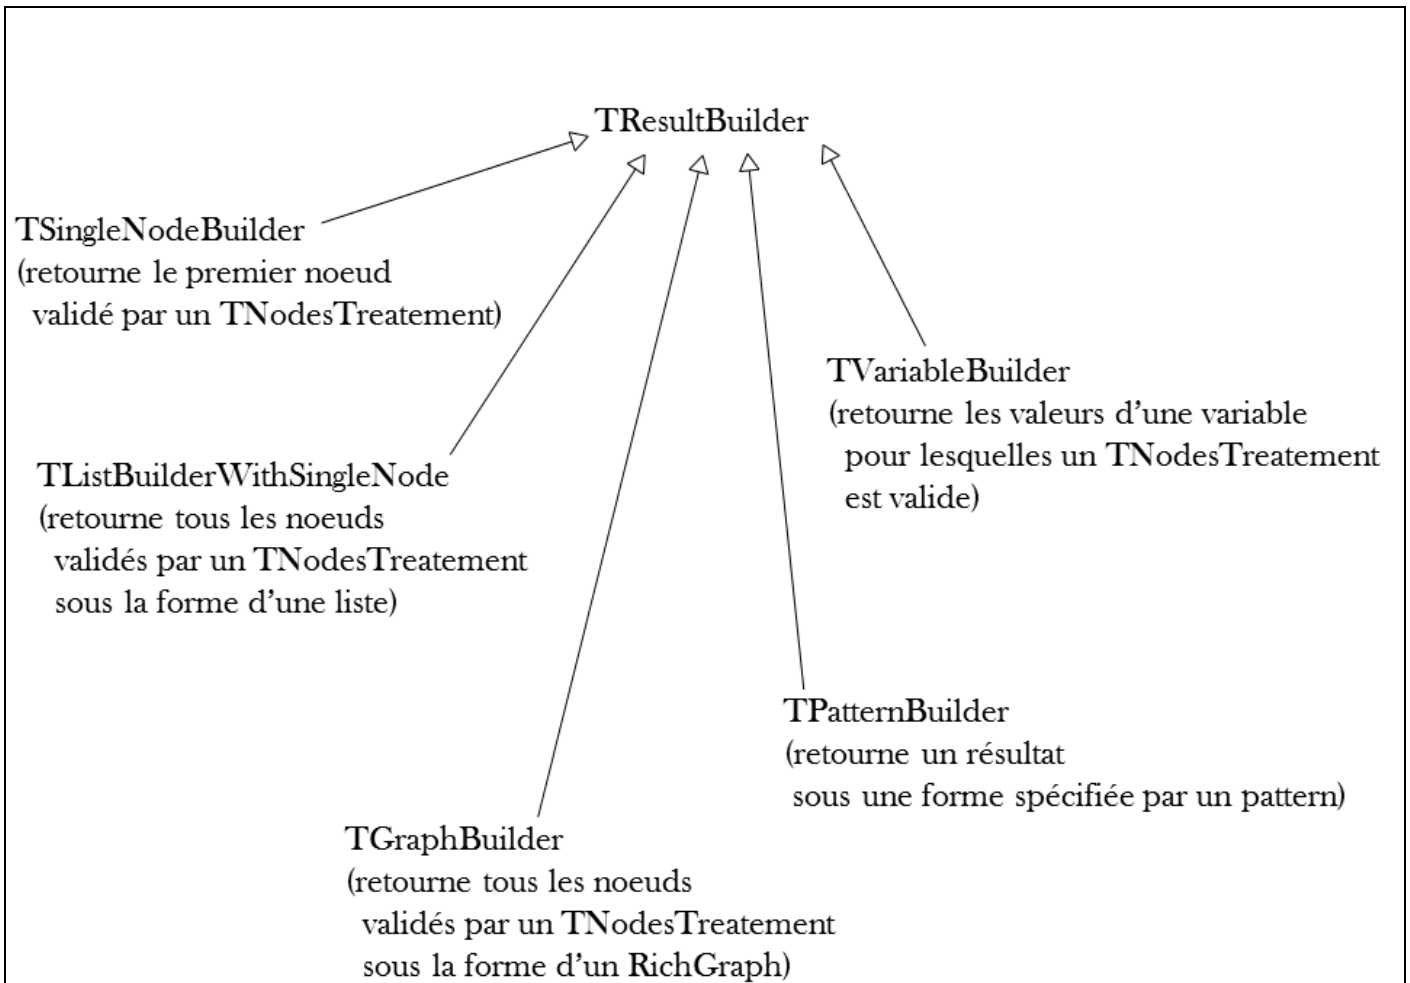 TResultBuilder
TSingleNodeBuilder
(retourne le premier noeud
validé par un TNodesTreatement)
TVariableBuilder
(retourne les valeurs d’une variable
pour lesquelles un TNodesTreatement
est valide)
TListBuilderWithSingleNode
(retourne tous les noeuds
validés par un TNodesTreatement
sous la forme d’une liste)
TPatternBuilder
(retourne un résultat
sous une forme spécifiée par un pattern)
TGraphBuilder
(retourne tous les noeuds
validés par un TNodesTreatement
sous la forme d’un RichGraph)